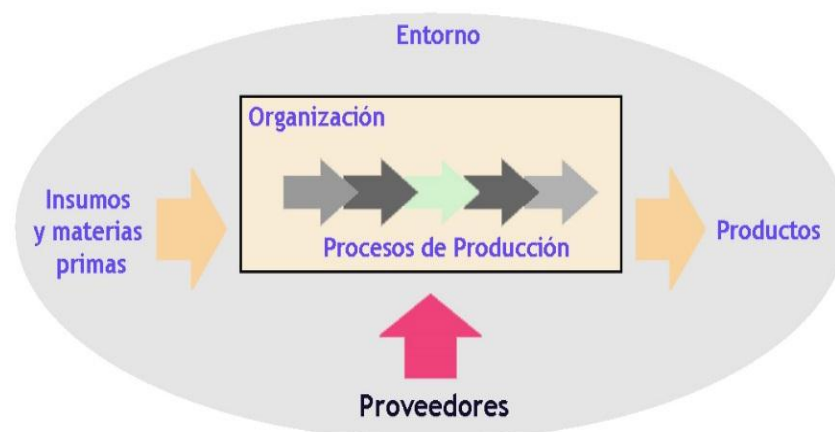 Entorno
Organización
Insumos
y materias
primas
Procesos de Producción
Productos
Proveedores